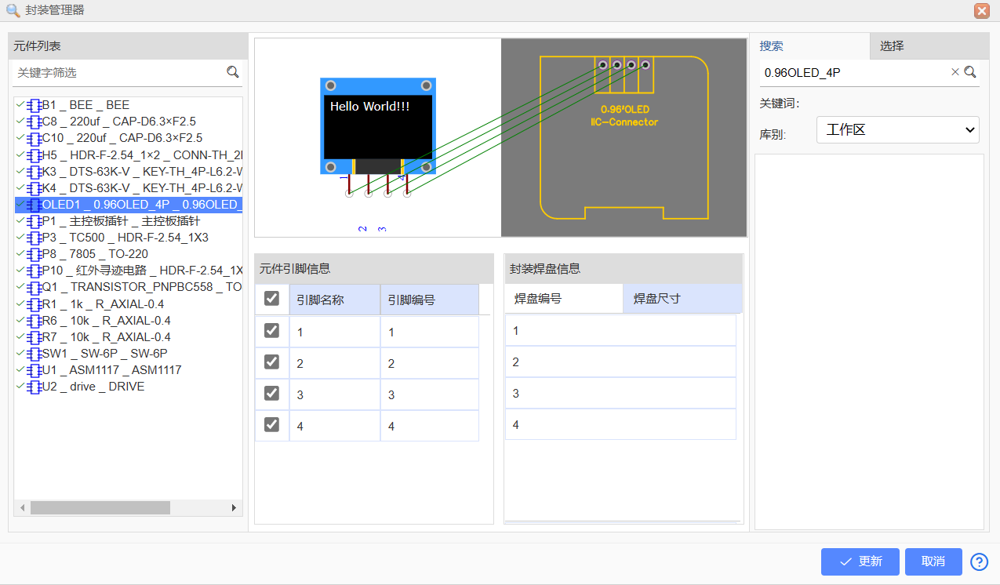 封装管理器
元件列表
关键字筛选
B1 _ BEE _ BEE
C8 _ 220uf _ CAP-D6.3×F2.5
C10 _ 220uf _ CAP-D6.3×F2.5
H5 _ HDR-F-2.54_1×2 _ CONN-TH_2
K3 _ DTS-63K-V _ KEY-TH_4P-L6.2-W
K4 _ DTS-63K-V _ KEY-TH_4P-L6.2-W
OLED1 _ 0.96OLED_4P _ 0.96OLED_
P1 _ 主控板插针 _ 主控板插针
P3 _ TC500 _ HDR-F-2.54_1X3
P8 _ 7805 _ TO-220
P10 _ 红外寻迹电路 _ HDR-F-2.54_1X
Q1 _ TRANSISTOR_PNPBC558 _ TO
R1 _ 1k _ R_AXIAL-0.4
R6 _ 10k _ R_AXIAL-0.4
R7 _ 10k _ R_AXIAL-0.4
SW1 _ SW-6P _ SW-6P
U1 _ ASM1117 _ ASM1117
U2 _ drive _ DRIVE
Hello World!!!
1
4
2
3
0.96'OLED
IIC-Connector
元件引脚信息
引脚名称 引脚编号
1 1
2 2
3 3
4 4
封装焊盘信息
焊盘编号 焊盘尺寸
1
2
3
4
搜索 选择
0.96OLED_4P
关键词:
库别: 工作区
更新 取消